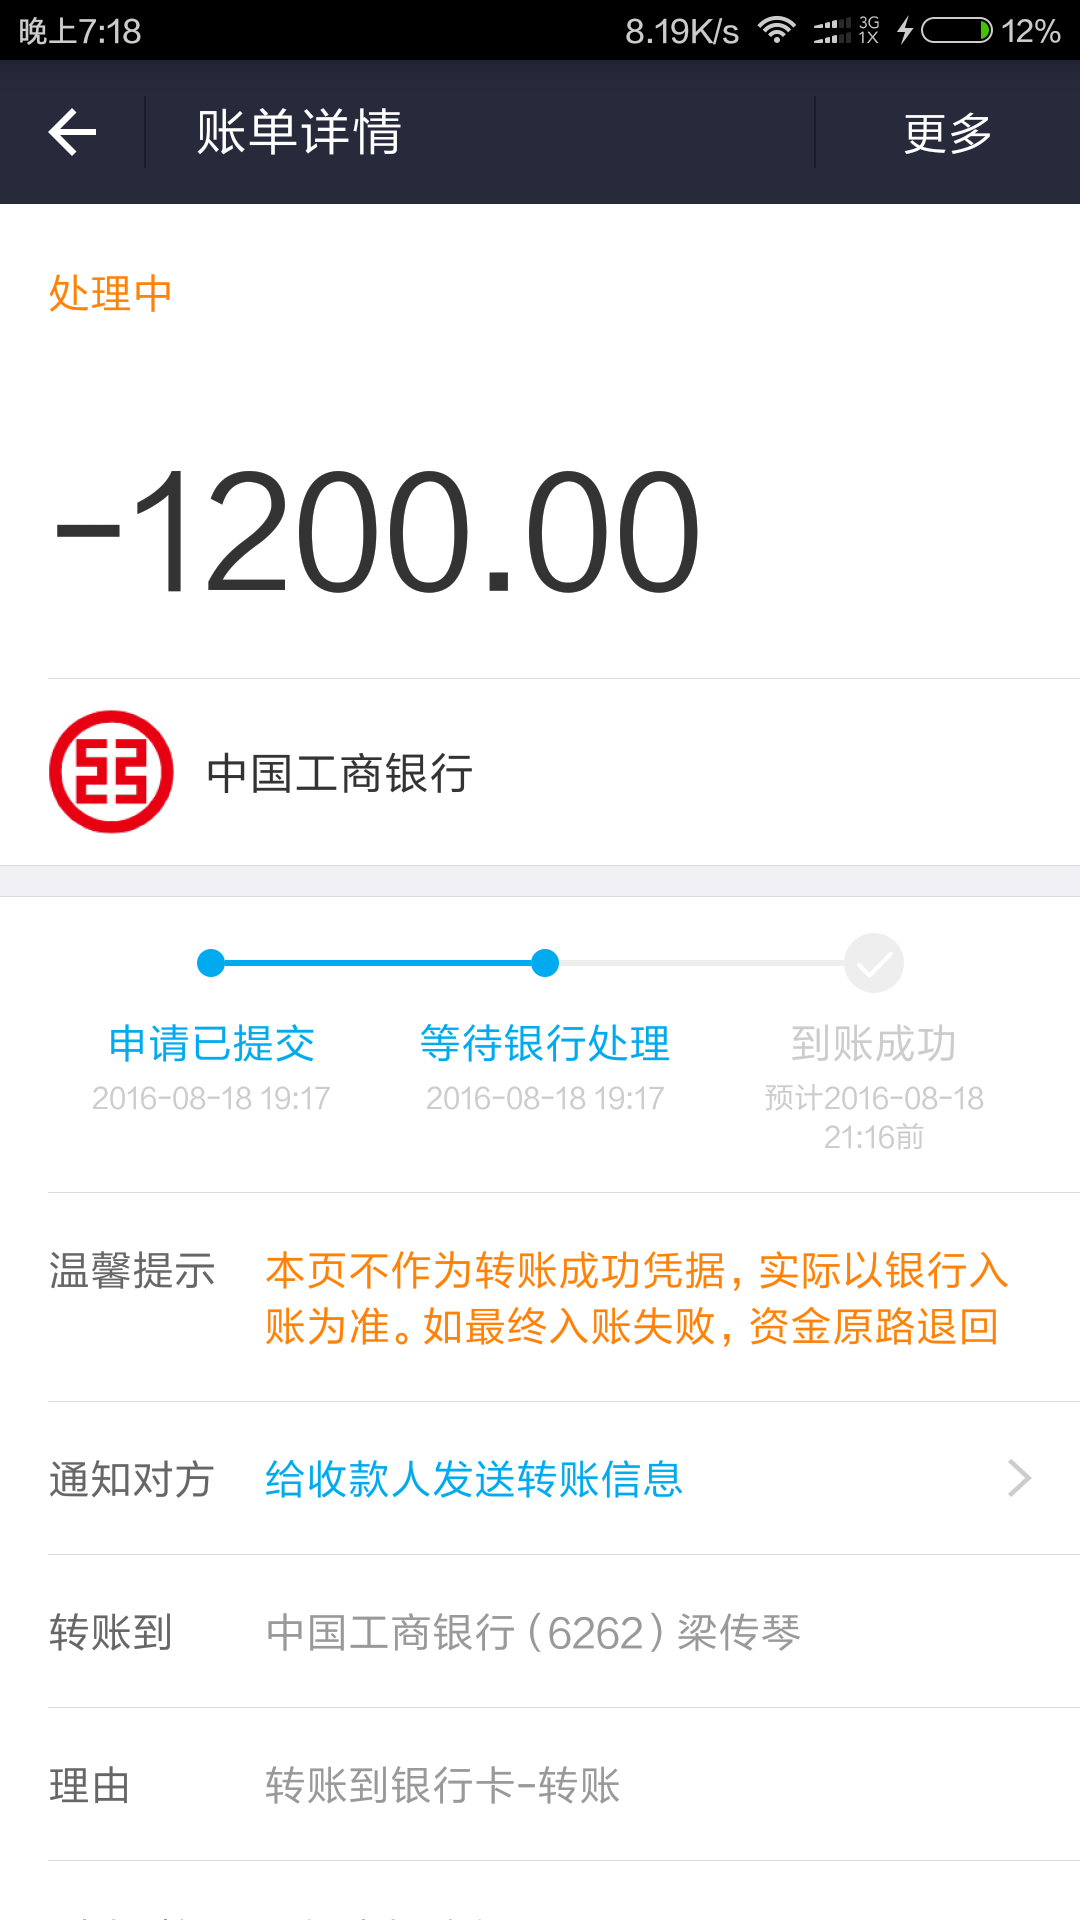 晚上7:18
8.19K/s
3G
1X
12%
账单详情
更多
处理中
-1200.00
中国工商银行
申请已提交
等待银行处理
到账成功
2016-08-18 19:17
2016-08-18 19:17
预计2016-08-18
21:16前
温馨提示
本页不作为转账成功凭据，实际以银行入
账为准。如最终入账失败，资金原路退回
通知对方
给收款人发送转账信息
转账到
中国工商银行（6262）梁传琴
理由
转账到银行卡-转账